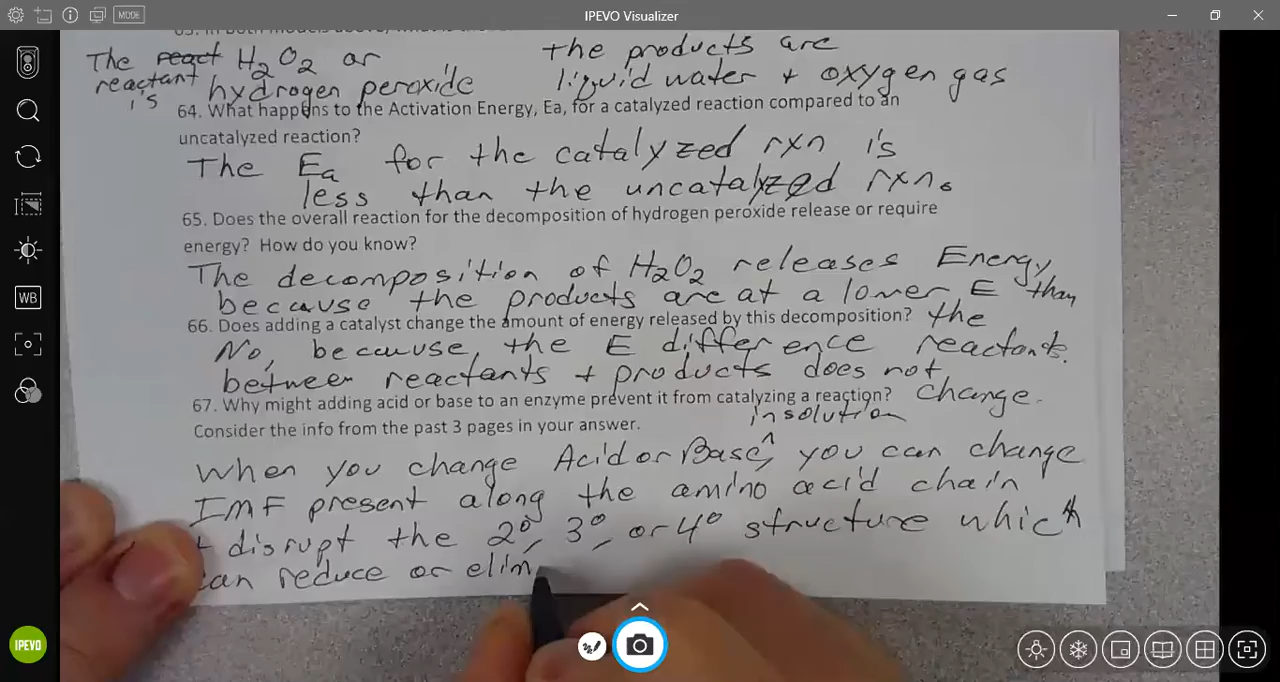 IPEVO Visualizer
MODE
The react H2O2 or the products are
reactant hydrogen peroxide liquid water + oxygen gas
is
64. What happens to the Activation Energy, Ea, for a catalyzed reaction compared to an
uncatalyzed reaction?
The Ea for the catalyzed rxn is
less than the uncatalyzed rxn.
65. Does the overall reaction for the decomposition of hydrogen peroxide release or require
energy? How do you know?
The decomposition of H2O2 releases Energy
because the products are at a lower E than
66. Does adding a catalyst change the amount of energy released by this decomposition? the
No, because, the E difference reactants.
between reactants + products does not
67. Why might adding acid or base to an enzyme prevent it from catalyzing a reaction? change.
Consider the info from the past 3 pages in your answer. in solution
When you change Acid or Base, ^ you can change
IMF present along the amino acid chain
+ disrupt the 2°, 3°, or 4° structure which
can reduce or elim
WB
IPEVO